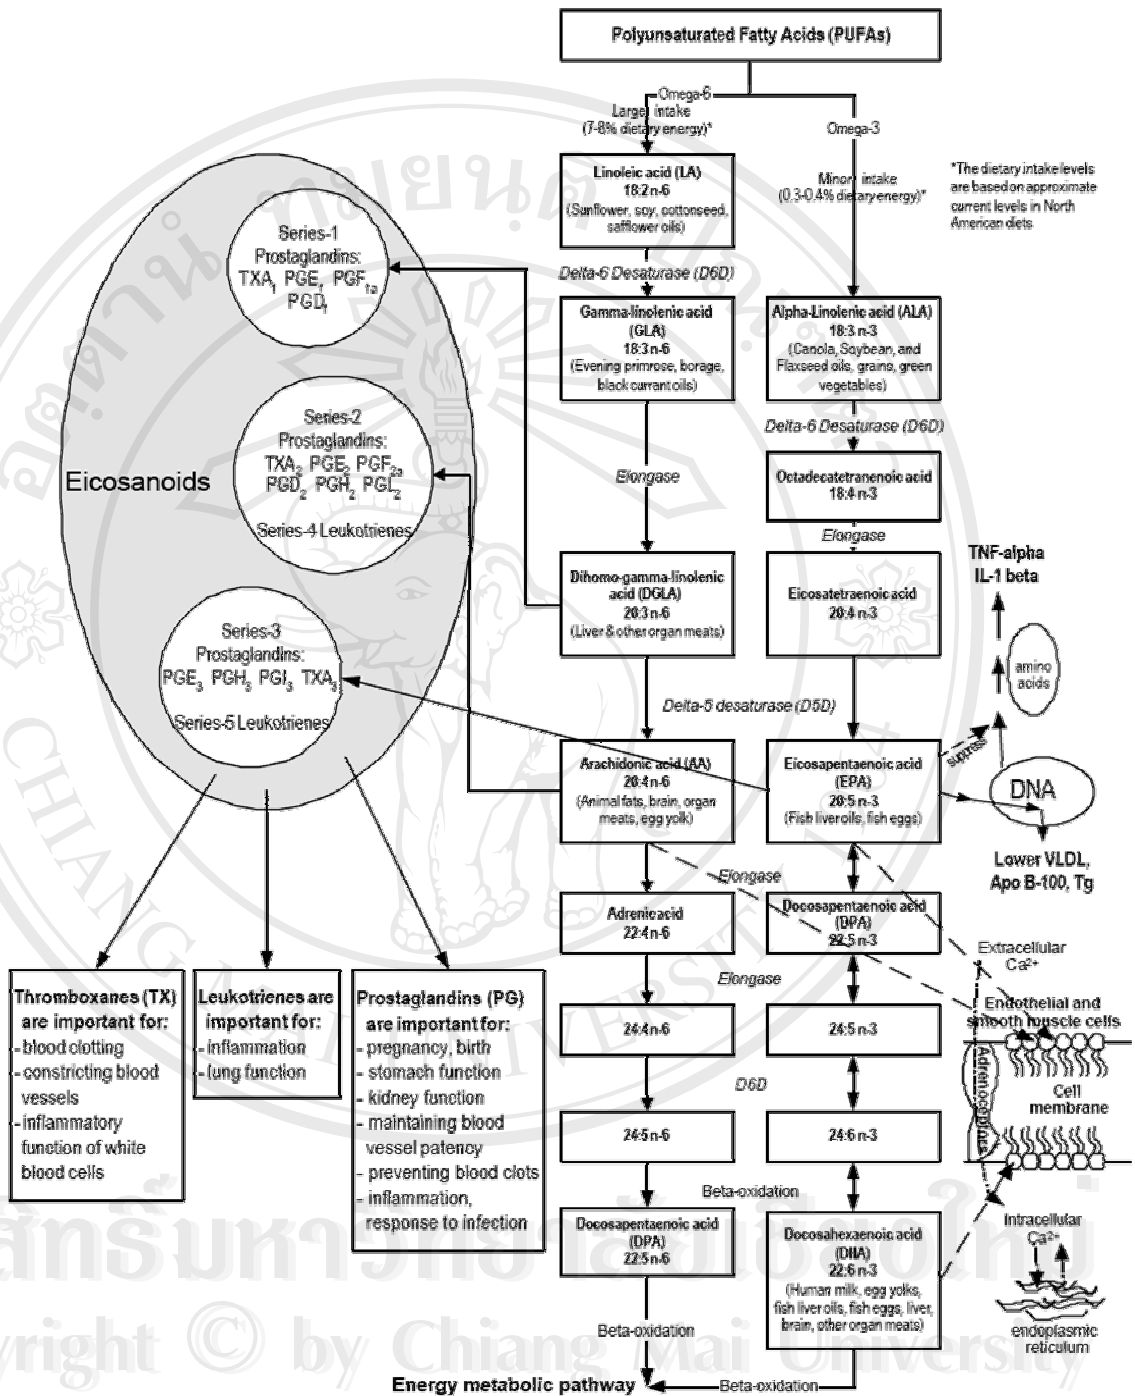 Polyunsaturated Fatty Acids (PUFAs)
Omega-6
Larger intake
(7-8% dietary energy)*
Omega-3
Minor intake
(0.3-0.4% dietary energy)*
*The dietary intake levels
are based on approximate
current levels in North
American diets
Linoleic acid (LA)
18:2 n-6
(Sunflower, soy, cottonseed,
safflower oils)
Delta-6 Desaturase (D6D)
Gamma-linolenic acid
(GLA)
18:3 n-6
(Evening primrose, borage,
black currant oils)
Alpha-Linolenic acid (ALA)
18:3 n-3
(Canola, Soybean, and
Flaxseed oils, grains, green
vegetables)
Delta-6 Desaturase (D6D)
Elongase
Octadecatetranenoic acid
18:4 n-3
Elongase
Dihomo-gamma-linolenic
acid (DGLA)
20:3 n-6
(Liver & other organ meats)
Eicosatetraenoic acid
20:4 n-3
Delta-5 desaturase (D5D)
Arachidonic acid (AA)
20:4 n-6
(Animal fats, brain, organ
meats, egg yolk)
Eicosapentaenoic acid
(EPA)
20:5 n-3
(Fish liver oils, fish eggs)
Elongase
Adrenic acid
22:4 n-6
Docosapentaenoic acid
(DPA)
22:5 n-3
Elongase
24:4 n-6
24:5 n-3
D6D
24:5 n-6
24:6 n-3
Beta-oxidation
Docosapentaenoic acid
(DPA)
22:5 n-6
Docosahexaenoic acid
(DHA)
22:6 n-3
(Human milk, egg yolks,
fish liver oils, fish eggs, liver,
brain, other organ meats)
Beta-oxidation
Energy metabolic pathway
Beta-oxidation
Eicosanoids
Series-1
Prostaglandins:
TXA1 PGE1 PGF1a
PGD1
Series-2
Prostaglandins:
TXA2 PGE2 PGF2a
PGD2 PGH2 PGI2
Series-4 Leukotrienes
Series-3
Prostaglandins:
PGE3 PGH3 PGI3 TXA3
Series-5 Leukotrienes
Thromboxanes (TX)
are important for:
- blood clotting
- constricting blood
vessels
- inflammatory
function of white
blood cells
Leukotrienes are
important for:
- inflammation
- lung function
Prostaglandins (PG)
are important for:
- pregnancy, birth
- stomach function
- kidney function
- maintaining blood
vessel patency
- preventing blood clots
- inflammation,
response to infection
TNF-alpha
IL-1 beta
amino
acids
suppress
DNA
Lower VLDL,
Apo B-100, Tg
Extracellular
Ca2+
Endothelial and
smooth muscle cells
Adrenoceptors
Cell
membrane
Intracellular
Ca2+
endoplasmic
reticulum
CHIANG MAI UNIVERSITY 1964
© by Chiang Mai University